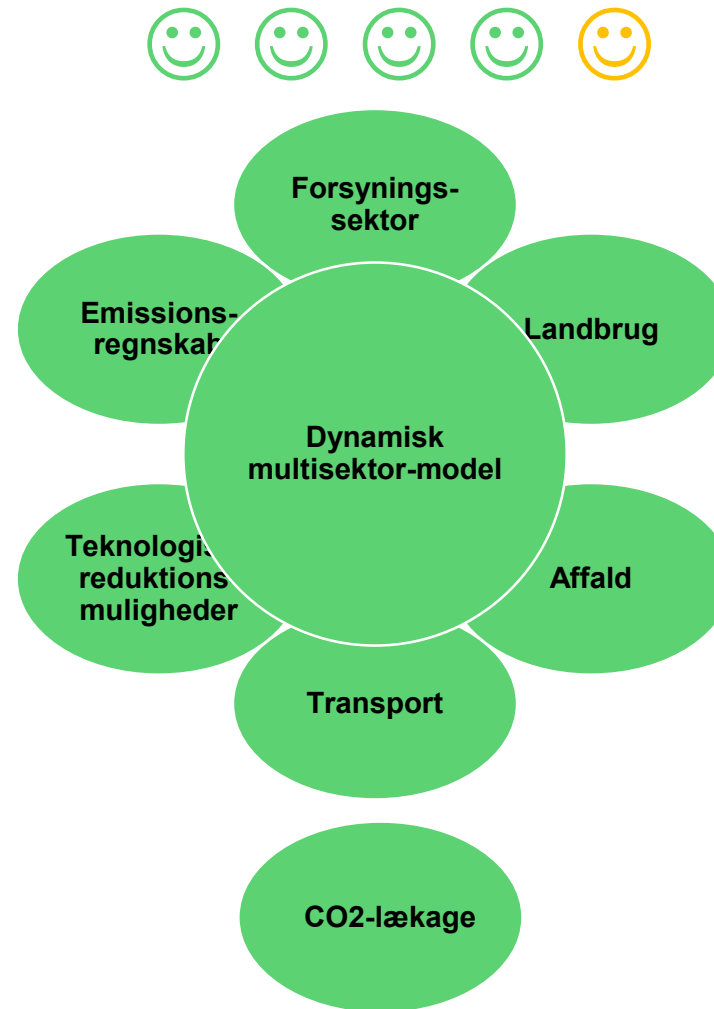 Forsynings-
sektor
Emissions-
regnskab
Landbrug
Dynamisk
multisektor-model
reduktions
muligheder
Affald
Transport
CO2-lækage